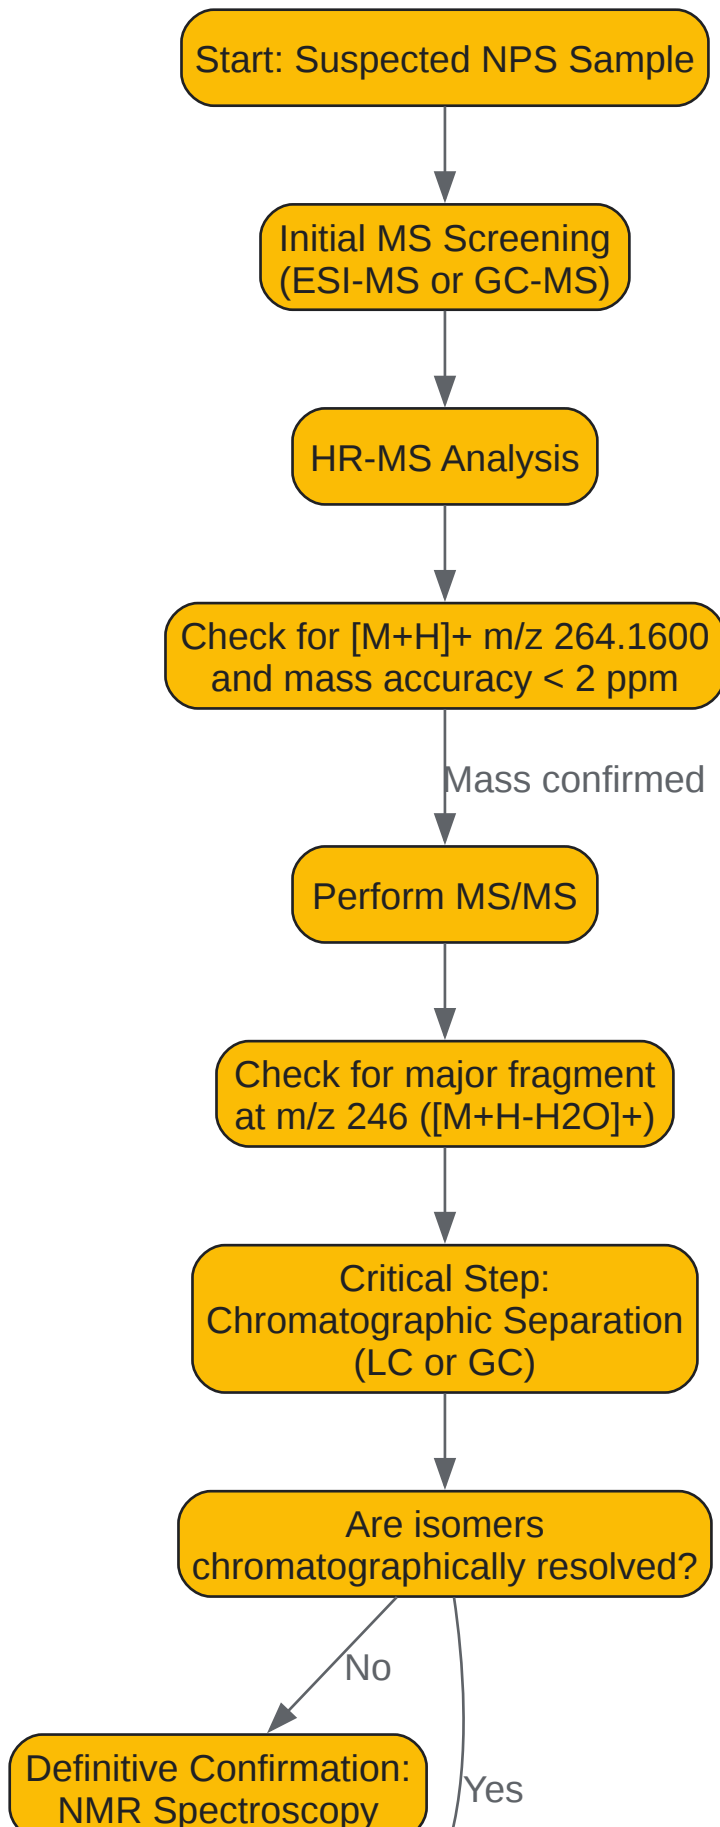 Start: Suspected NPS Sample
Initial MS Screening
(ESI-MS or GC-MS)
HR-MS Analysis
Check for [M+H]+ m/z 264.1600
and mass accuracy < 2 ppm
Mass confirmed
Perform MS/MS
Check for major fragment
at m/z 246 ([M+H-H2O]+)
Critical Step:
Chromatographic Separation
(LC or GC)
Are isomers
chromatographically resolved?
No
Definitive Confirmation:
NMR Spectroscopy
Yes